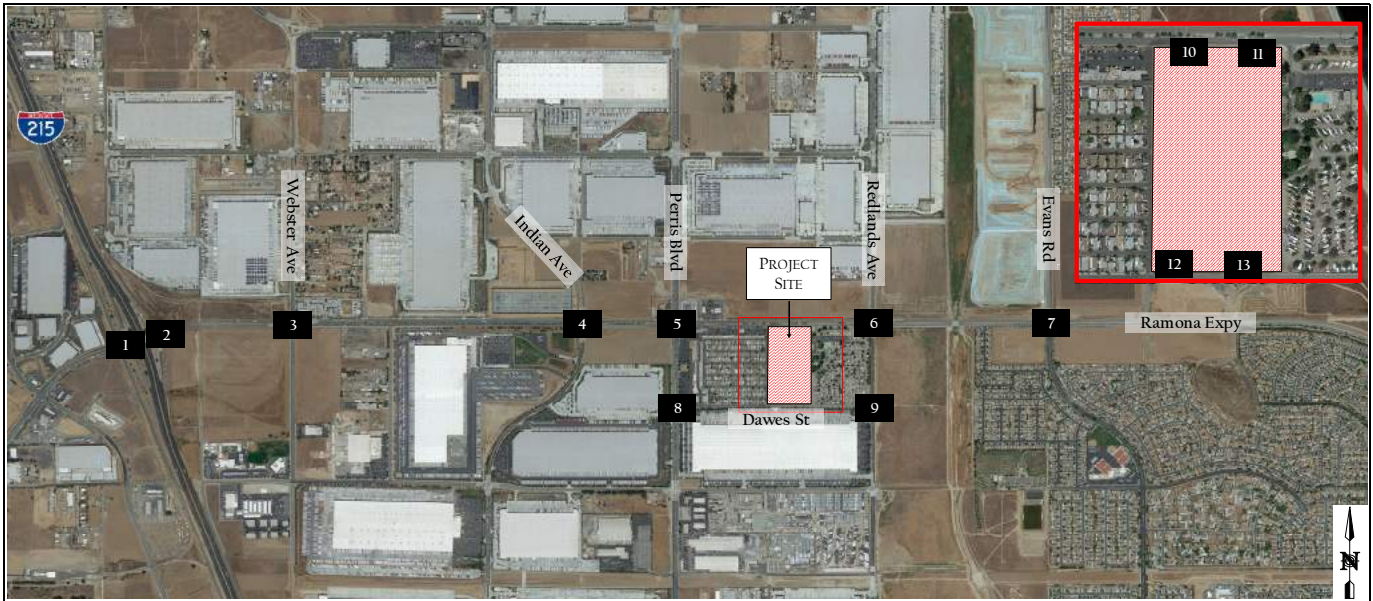 10
11
215
Webster Ave
Indian Ave
Perris Blvd
Redlands Ave
Evans Rd
PROJECT
SITE
12
13
1
2
3
4
5
6
7
Ramona Expy
8
9
Dawes St
N